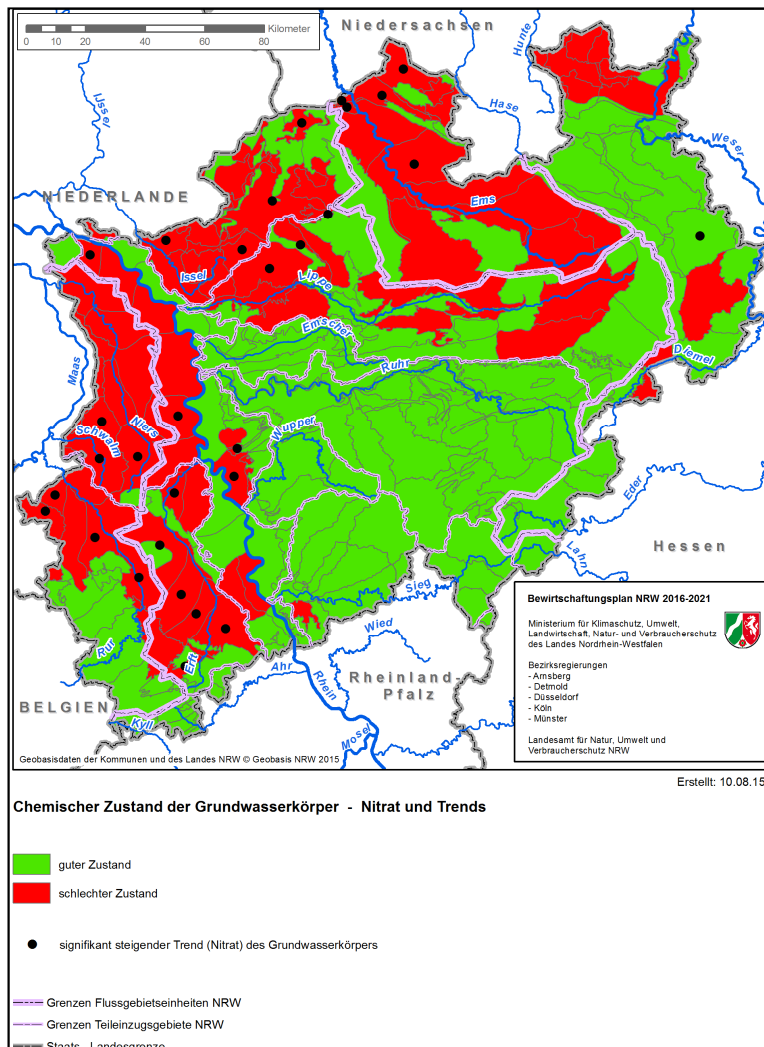 Kilometer
0 10 20 40 60 80
Niedersachsen
Hunte
IJssel
Hase
Weser
NIEDERLANDE
Ems
Issel
Lippe
Emscher
Ruhr
Diemel
Maas
Niers
Schwalm
Wupper
Eder
Hessen
Lahn
Sieg
Wied
Rur
Erft
Ahr
Rhein
Rheinland-
Pfalz
BELGIEN
Kyll
Mosel
Bewirtschaftungsplan NRW 2016-2021
Ministerium für Klimaschutz, Umwelt,
Landwirtschaft, Natur- und Verbraucherschutz
des Landes Nordrhein-Westfalen
Bezirksregierungen
- Arnsberg
- Detmold
- Düsseldorf
- Köln
- Münster
Landesamt für Natur, Umwelt und
Verbraucherschutz NRW
Geobasisdaten der Kommunen und des Landes NRW © Geobasis NRW 2015
Erstellt: 10.08.15
Chemischer Zustand der Grundwasserkörper - Nitrat und Trends
guter Zustand
schlechter Zustand
signifikant steigender Trend (Nitrat) des Grundwasserkörpers
Grenzen Flussgebietseinheiten NRW
Grenzen Teileinzugsgebiete NRW
Staats-, Landesgrenze